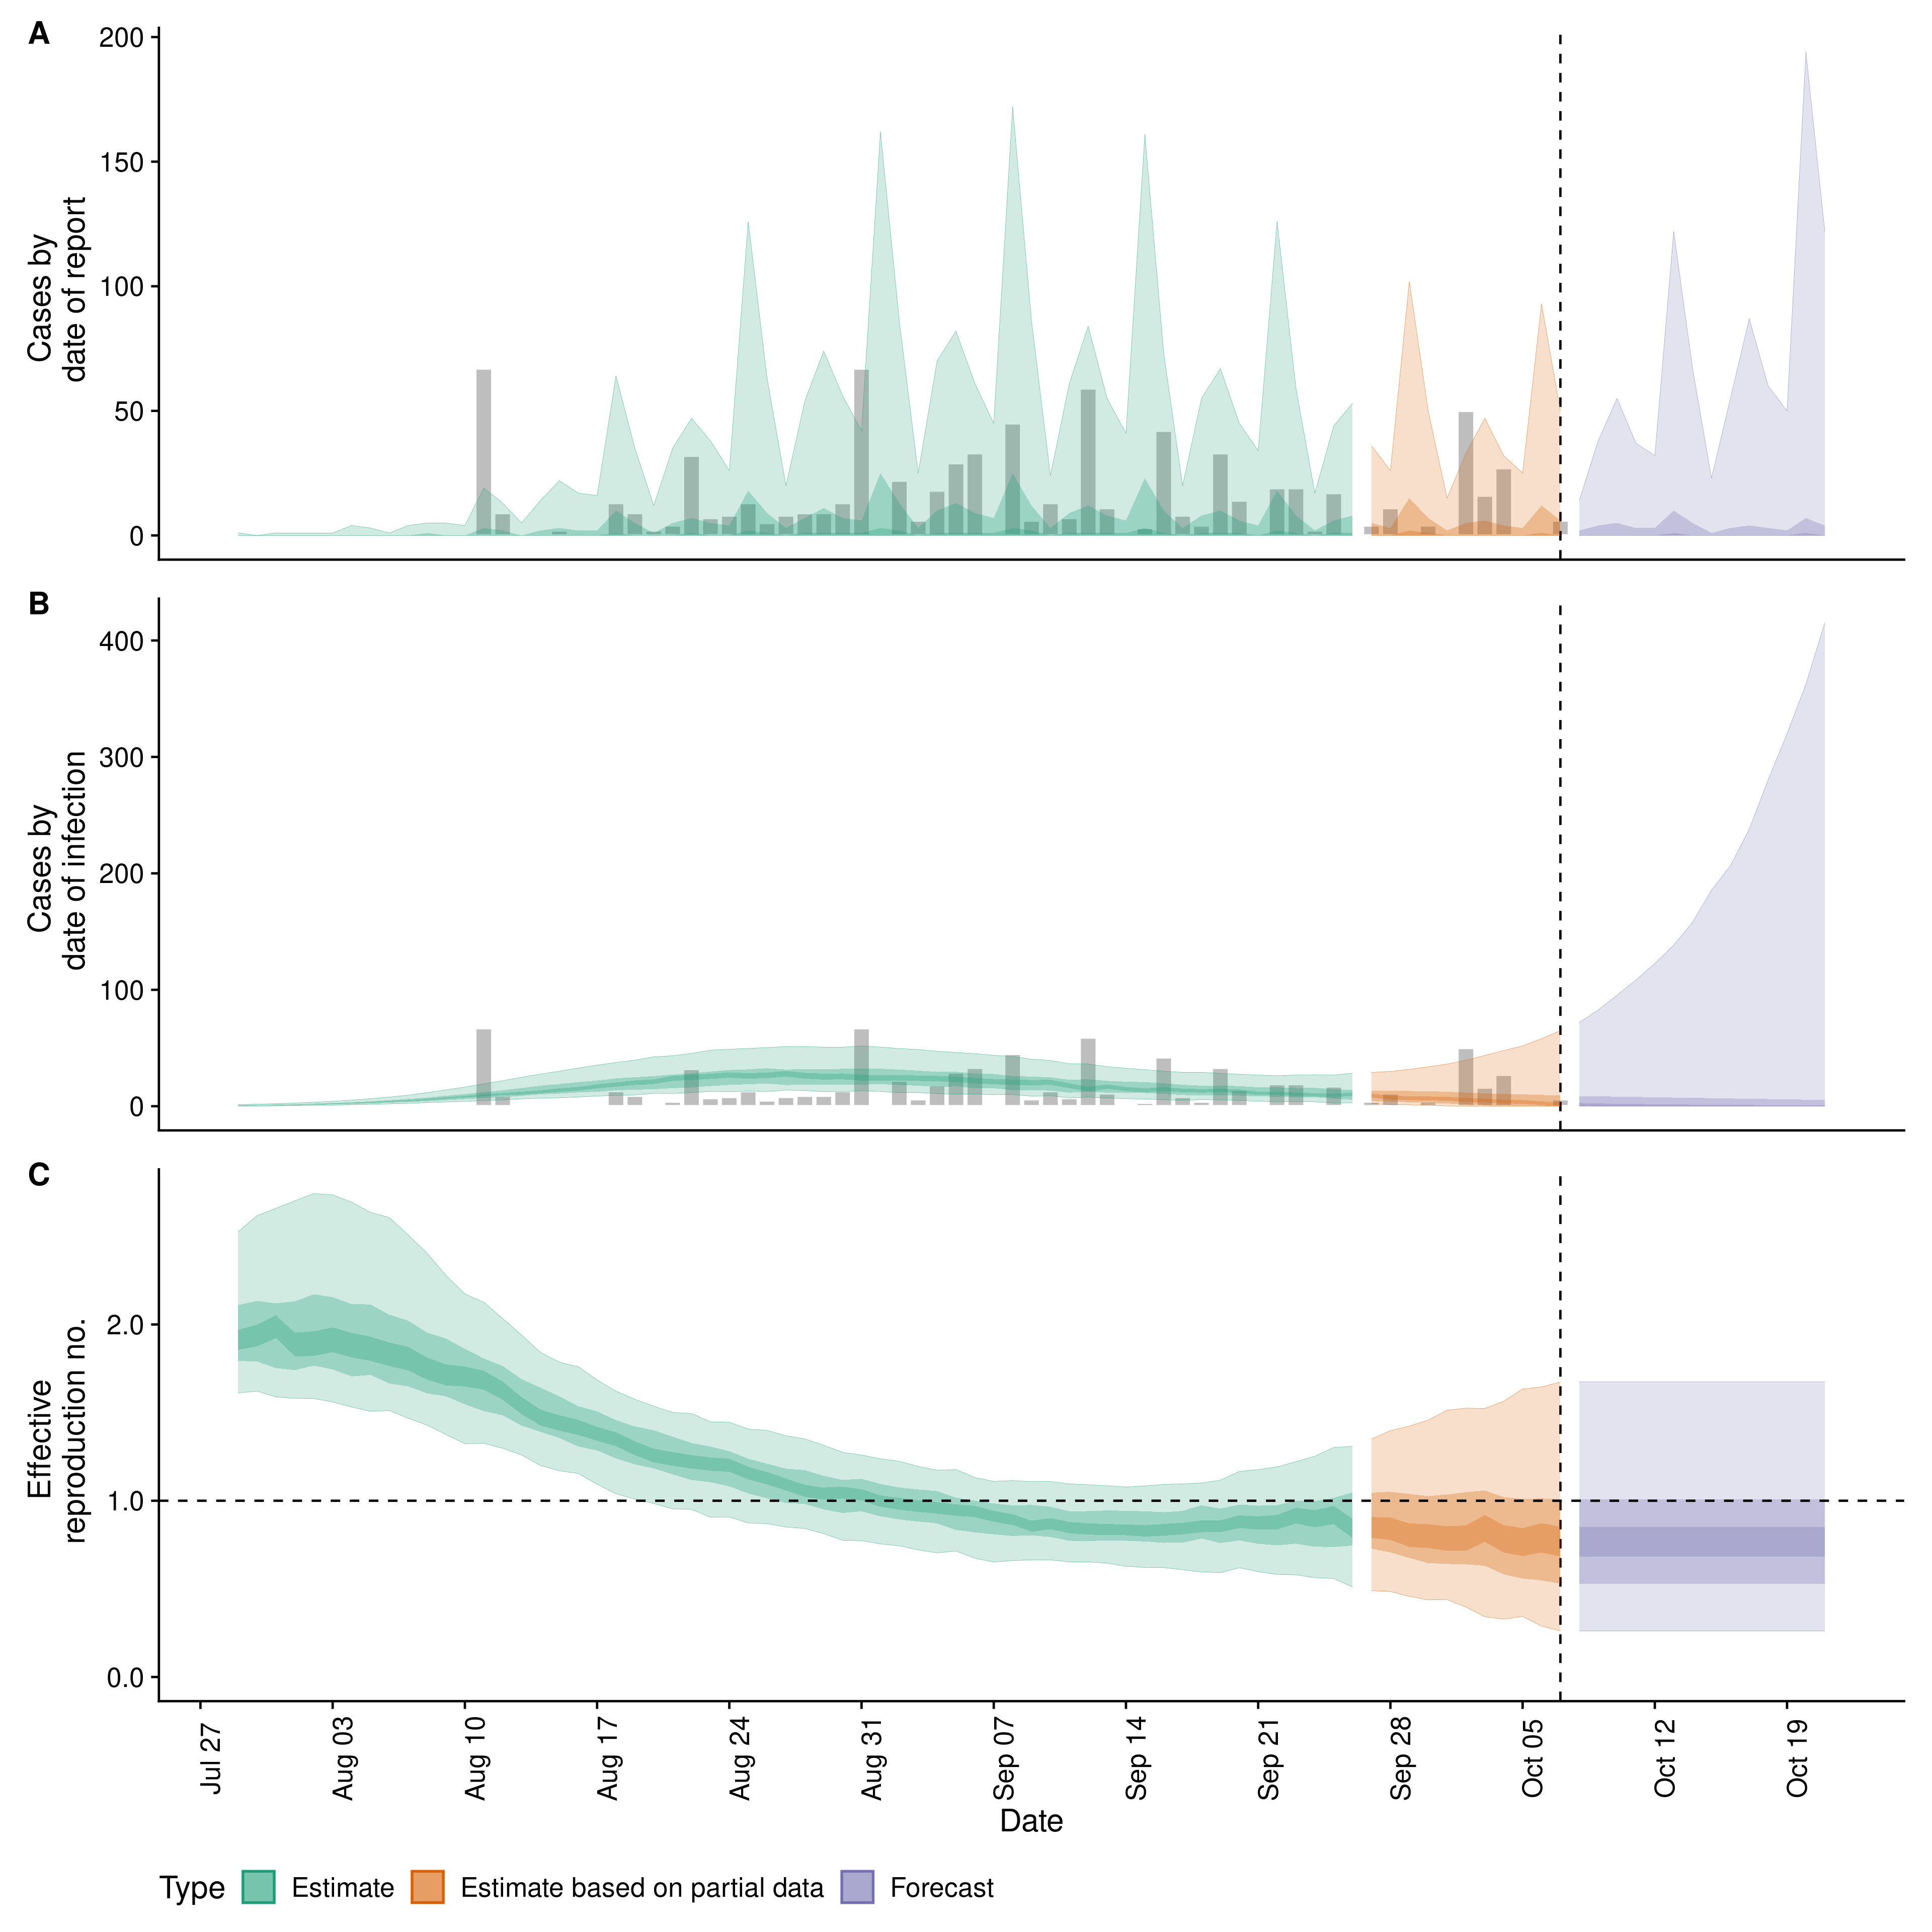 A
200
150
100
50
0
Cases by
date of report
B
400
300
200
100
0
Cases by
date of infection
C
2.0
1.0
0.0
Effective
reproduction no.
Jul 27
Aug 03
Aug 10
Aug 17
Aug 24
Aug 31
Sep 07
Sep 14
Sep 21
Sep 28
Oct 05
Oct 12
Oct 19
Date
Type Estimate Estimate based on partial data Forecast